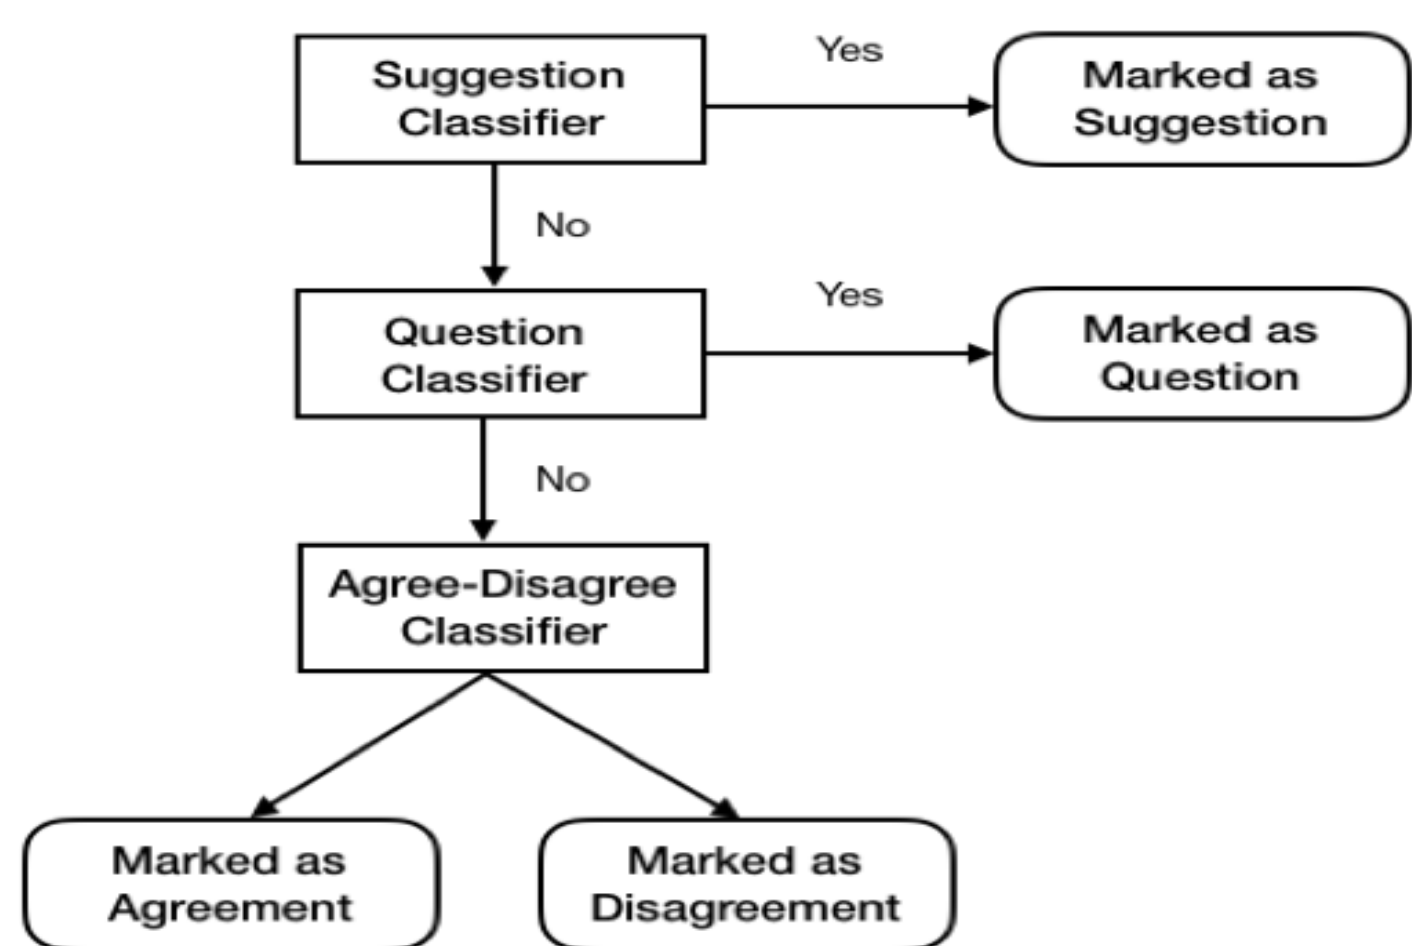 Suggestion
Classifier
Yes
Marked as
Suggestion
No
Question
Classifier
Yes
Marked as
Question
No
Agree-Disagree
Classifier
Marked as
Agreement
Marked as
Disagreement